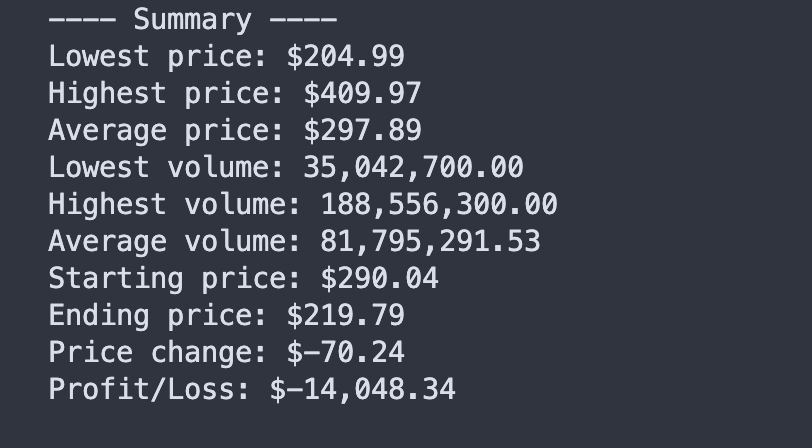 ---- Summary ----
Lowest price: $204.99
Highest price: $409.97
Average price: $297.89
Lowest volume: 35,042,700.00
Highest volume: 188,556,300.00
Average volume: 81,795,291.53
Starting price: $290.04
Ending price: $219.79
Price change: $-70.24
Profit/Loss: $-14,048.34